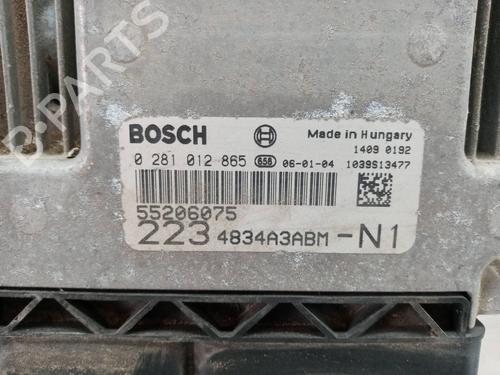 B-PARTS
BOSCH
Made in Hungary
1409 0192
0 281 012 865 656 06-01-04 1039S13477
55206075
223 4834A3ABM -N1